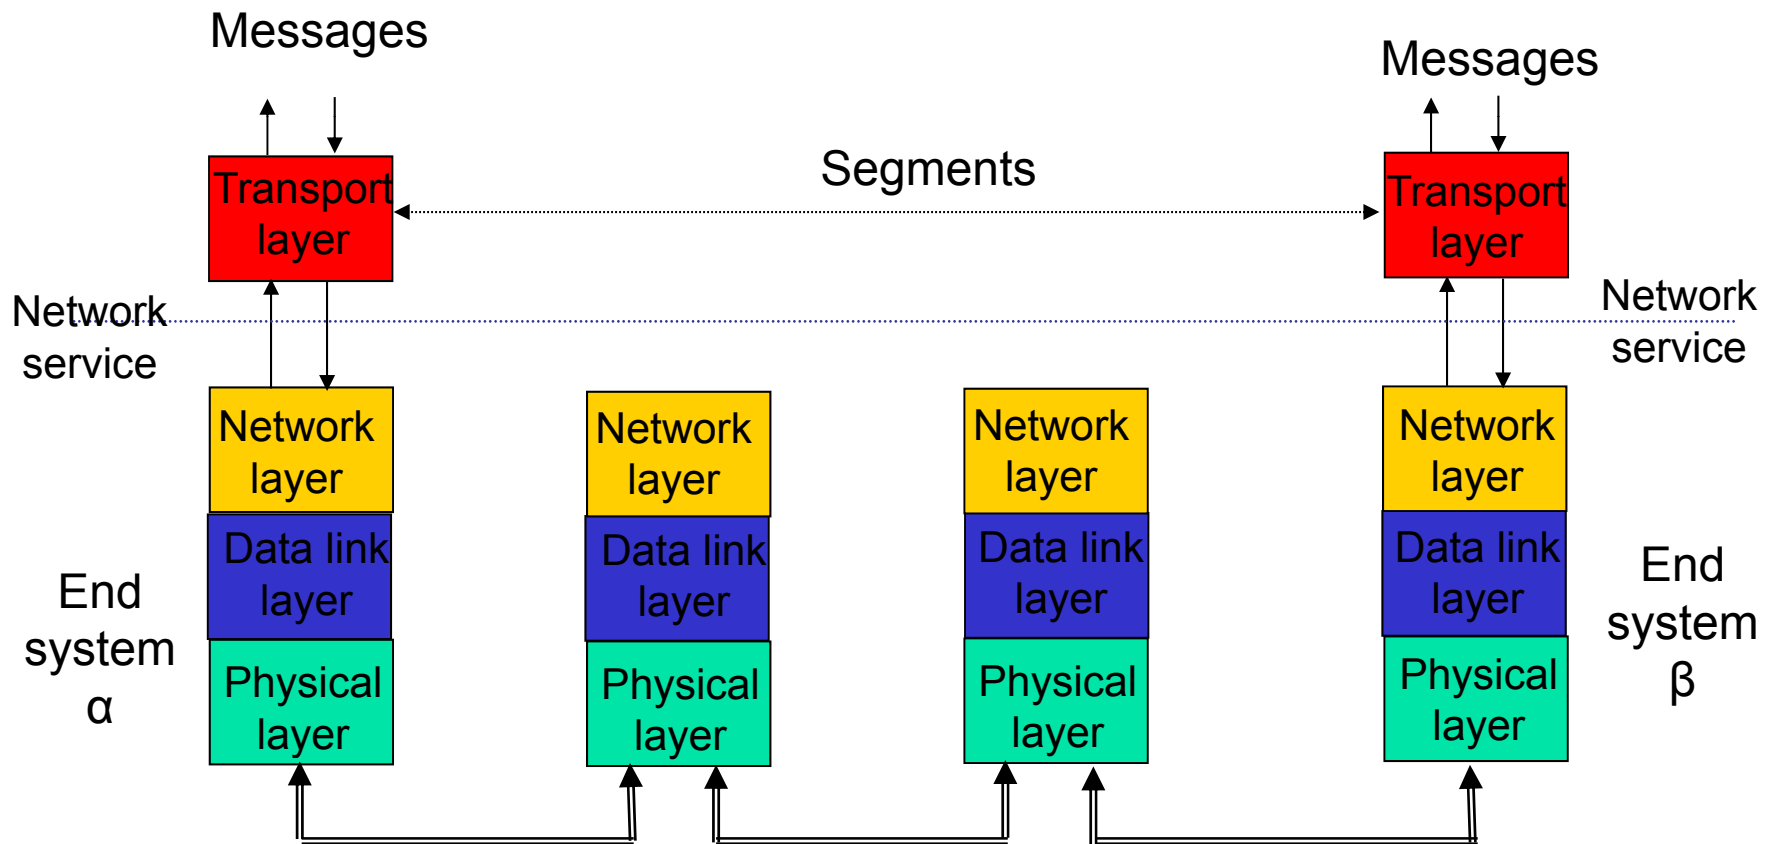 Messages
Messages
Segments
Transport
layer
Transport
layer
Network
service
Network
service
Network
layer
Network
layer
Network
layer
Network
layer
Data link
layer
Data link
layer
Data link
layer
Data link
layer
End
system
α
End
system
β
Physical
layer
Physical
layer
Physical
layer
Physical
layer